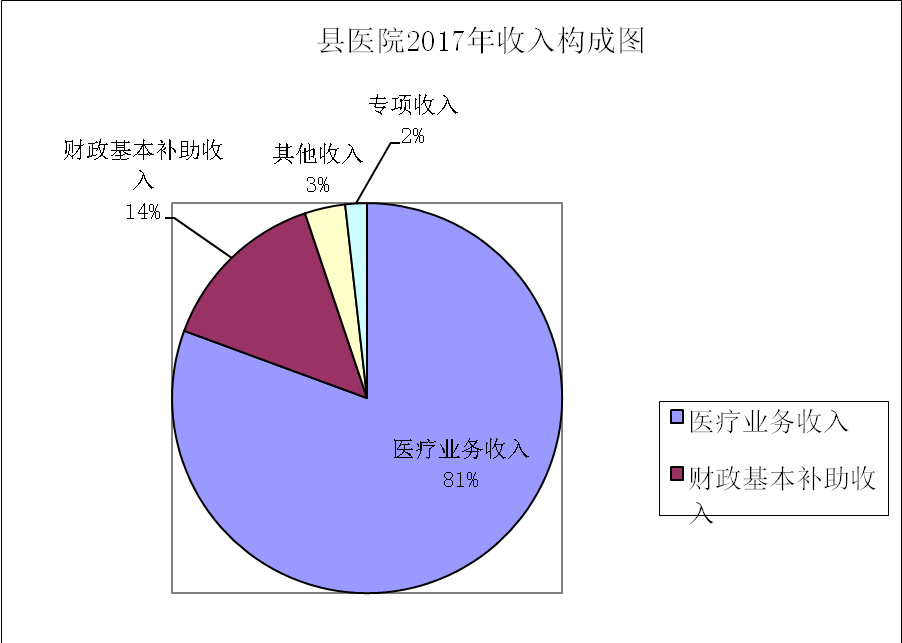 县医院2017年收入构成图
专项收入
2%
财政基本补助收
入
14%
其他收入
3%
医疗业务收入
81%
医疗业务收入
财政基本补助收
入